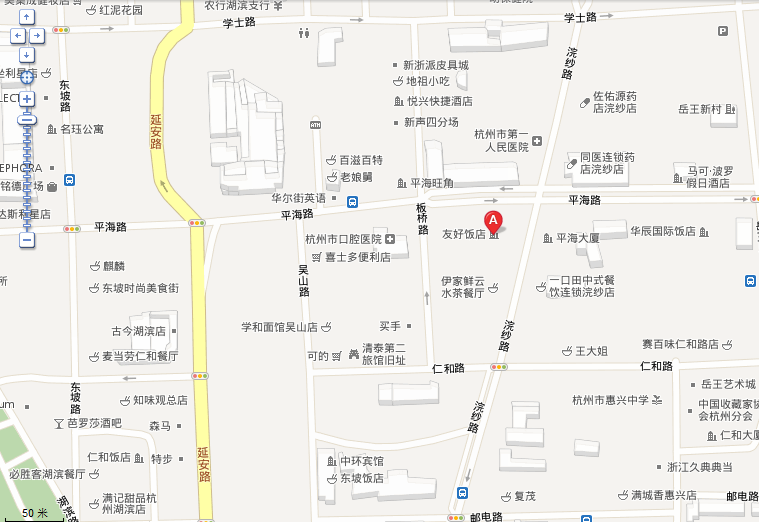 农行湖滨支行
红泥花园
学士路
学士路
浣纱路
新浙派皮具城
地祖小吃
悦兴快捷酒店
新声四分场
东坡路
佐佑源药
店浣纱店
岳王新村
名珏公寓
延安路
杭州市第一
人民医院
同医连锁药
店浣纱店
马可·波罗
假日酒店
百滋百特
老娘舅
EPHORA
平海旺角
华尔街英语
平海路
平海路
平海路
板桥路
A
友好饭店
杭州市口腔医院
喜士多便利店
平海大厦
华辰国际饭店
麒麟
吴山路
东坡时尚美食街
伊家鲜云
水茶餐厅
一口田中式餐
饮连锁浣纱店
古今湖滨店
学和面馆吴山店
买手
浣纱路
麦当劳仁和餐厅
可的
清泰第二
旅馆旧址
王大姐
赛百味仁和路店
仁和路
仁和路
东坡路
知味观总店
浣纱路
杭州市惠兴中学
岳王艺术城
中国收藏家协
会杭州分会
芭罗莎酒吧
森马
仁和大厦
仁和饭店
特步
延安路
中环宾馆
东坡饭店
浙江久典典当
必胜客湖滨餐厅
满记甜品杭
州湖滨店
复茂
满城香惠兴店
邮电路
邮电路
50 米